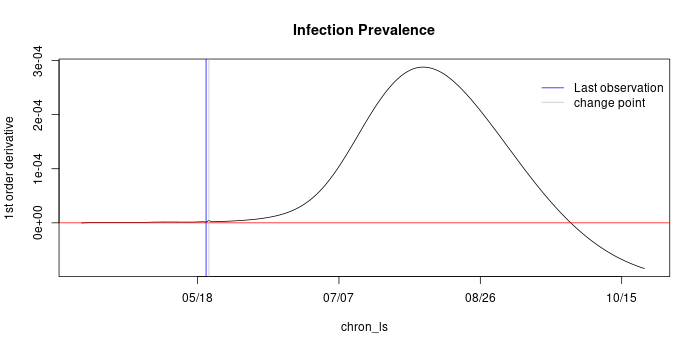 Infection Prevalence
3e-04
2e-04
1e-04
0e+00
1st order derivative
Last observation
change point
05/18
07/07
08/26
10/15
chron_ls